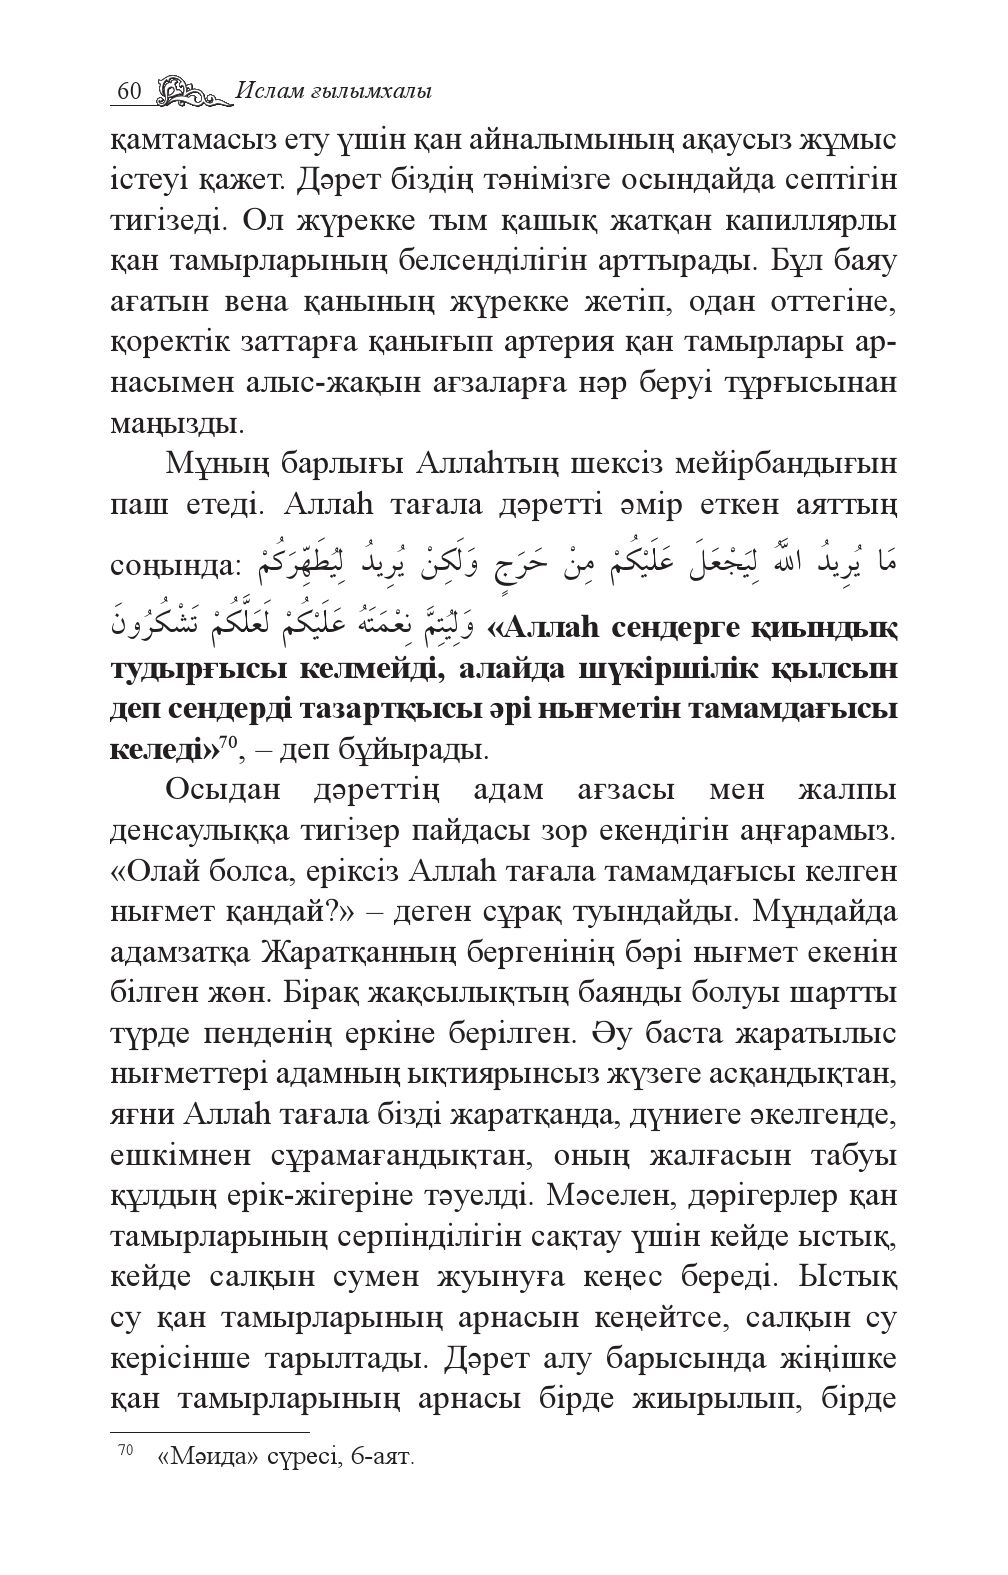 60 Ислам ғылымхалы
қамтамасыз ету үшін қан айналымының ақаусыз жұмыс
істеуі қажет. Дәрет біздің тәнімізге осындайда септігін
тигізеді. Ол жүрекке тым қашық жатқан капиллярлы
қан тамырларының белсенділігін арттырады. Бұл баяу
ағатын вена қанының жүрекке жетіп, одан оттегіне,
қоректік заттарға қанығып артерия қан тамырлары ар-
насымен алыс-жақын ағзаларға нәр беруі тұрғысынан
маңызды.
Мұның барлығы Аллаһтың шексіз мейірбандығын
паш етеді. Аллаһ тағала дәретті әмір еткен аяттың
соңында: مَا يُرِيدُ اللَّهُ لِيَجْعَلَ عَلَيْكُمْ مِنْ حَرَجٍ وَلَكِنْ يُرِيدُ لِيُطَهِّرَكُمْ
وَلِيُتِمَّ نِعْمَتَهُ عَلَيْكُمْ لَعَلَّكُمْ تَشْكُرُونَ «Аллаһ сендерге қиындық
тудырғысы келмейді, алайда шүкіршілік қылсын
деп сендерді тазартқысы әрі нығметін тамамдағысы
келеді»70, – деп бұйырады.
Осыдан дәреттің адам ағзасы мен жалпы
денсаулыққа тигізер пайдасы зор екендігін аңғарамыз.
«Олай болса, еріксіз Аллаһ тағала тамамдағысы келген
нығмет қандай?» – деген сұрақ туындайды. Мұндайда
адамзатқа Жаратқанның бергенінің бәрі нығмет екенін
білген жөн. Бірақ жақсылықтың баянды болуы шартты
түрде пенденің еркіне берілген. Әу баста жаратылыс
нығметтері адамның ықтиярынсыз жүзеге асқандықтан,
яғни Аллаһ тағала бізді жаратқанда, дүниеге әкелгенде,
ешкімнен сұрамағандықтан, оның жалғасын табуы
құлдың ерік-жігеріне тәуелді. Мәселен, дәрігерлер қан
тамырларының серпінділігін сақтау үшін кейде ыстық,
кейде салқын сумен жуынуға кеңес береді. Ыстық
су қан тамырларының арнасын кеңейтсе, салқын су
керісінше тарылтады. Дәрет алу барысында жіңішке
қан тамырларының арнасы бірде жиырылып, бірде
70 «Мәида» сүресі, 6-аят.